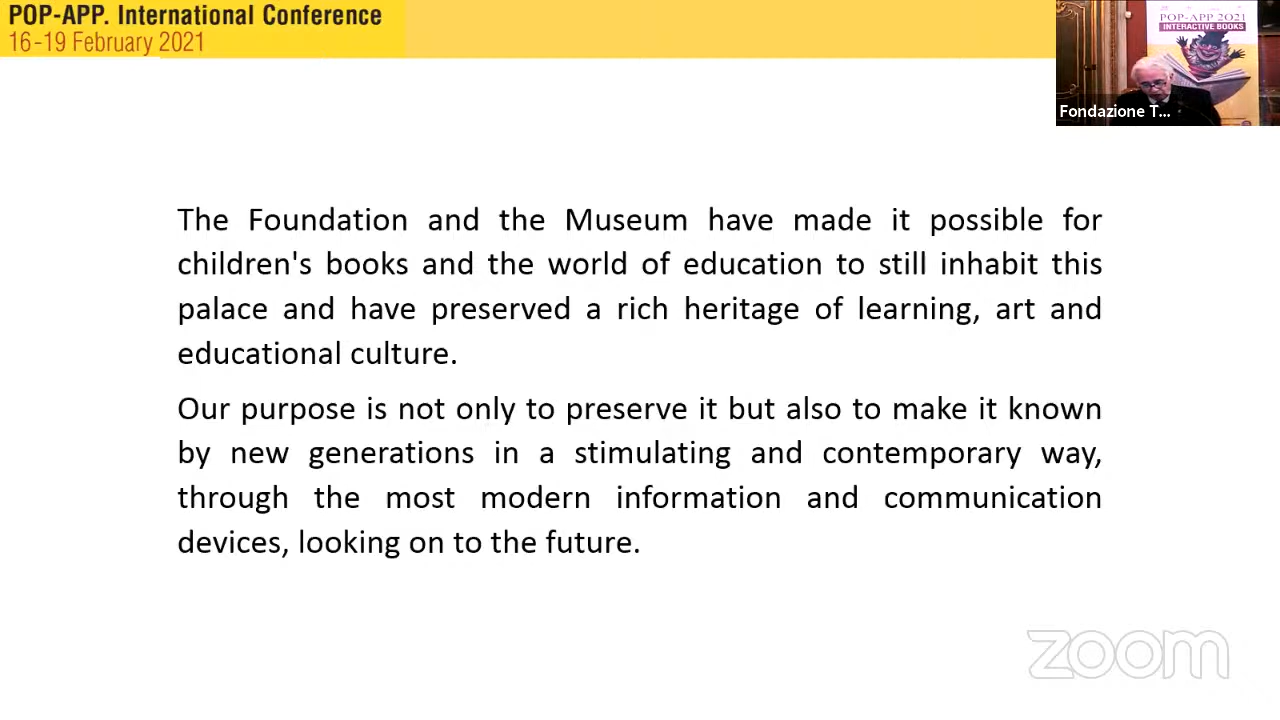 POP-APP. International Conference
16-19 February 2021
POP-APP 2021
INTERACTIVE BOOKS
Fondazione T...
The Foundation and the Museum have made it possible for
children's books and the world of education to still inhabit this
palace and have preserved a rich heritage of learning, art and
educational culture.
Our purpose is not only to preserve it but also to make it known
by new generations in a stimulating and contemporary way,
through the most modern information and communication
devices, looking on to the future.
zoom